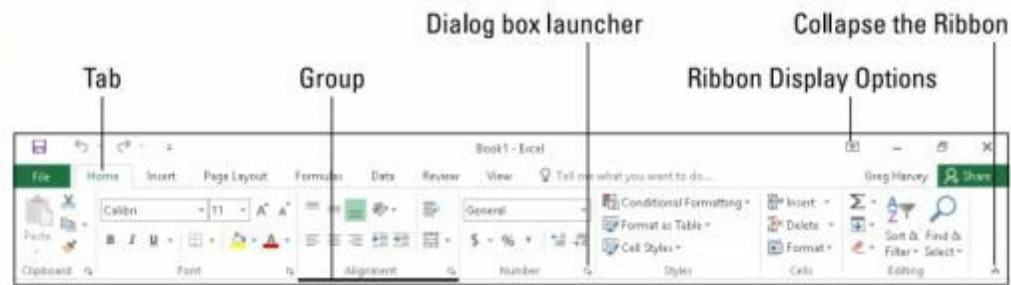 Dialog box launcher Collapse the Ribbon
Tab Group Ribbon Display Options
Book1 - Excel
File Home Insert Page Layout Formulas Data Review View Tell me what you want to do... Greg Harvey Share
Calibri 11 A A General Conditional Formatting Insert Σ
Paste Format as Table Delete Sort & Find &
B I U A $ % , Cell Styles Format Filter Select
Clipboard Font Alignment Number Styles Cells Editing